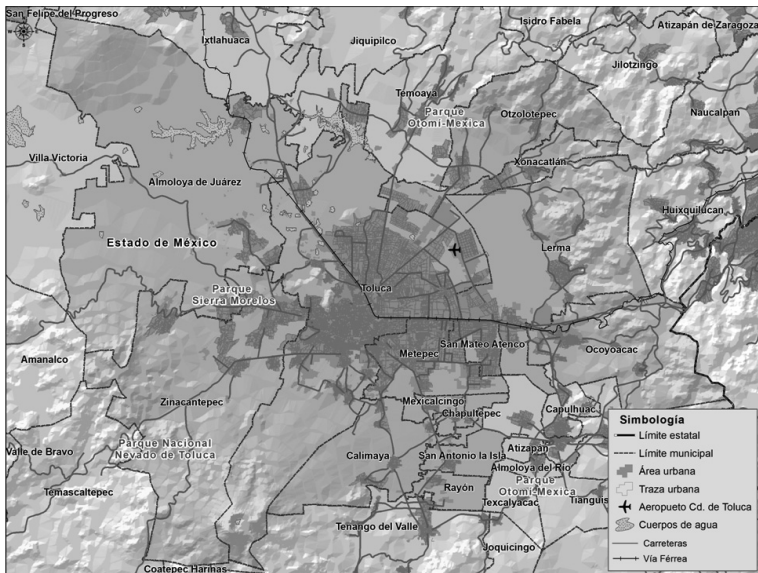 San Felipe del Progreso
Isidro Fabela
Atizapán de Zaragoza
Ixtlahuaca
Jiquipilco
Jilotzingo
Temoaya
Naucalpan
Parque
Otomí-Mexica
Otzolotepec
Villa Victoria
Xonacatlán
Almoloya de Juárez
Huixquilucan
Estado de México
Lerma
Parque
Sierra Morelos
Toluca
San Mateo Atenco
Ocoyoacac
Metepec
Amanalco
Zinacantepec
Mexicalcingo
Chapultepec
Capulhuac
Parque Nacional
Nevado de Toluca
Valle de Bravo
Calimaya
San Antonio la Isla
Atizapán
Almoloya del Río
Parque
Otomí-Mexica
Temascaltepec
Rayón
Texcalyacac
Tianguis
Tenango del Valle
Joquicingo
Coatepec Harinas
Simbología
Límite estatal
Límite municipal
Área urbana
Traza urbana
Aeropueto Cd. de Toluca
Cuerpos de agua
Carreteras
Vía Férrea